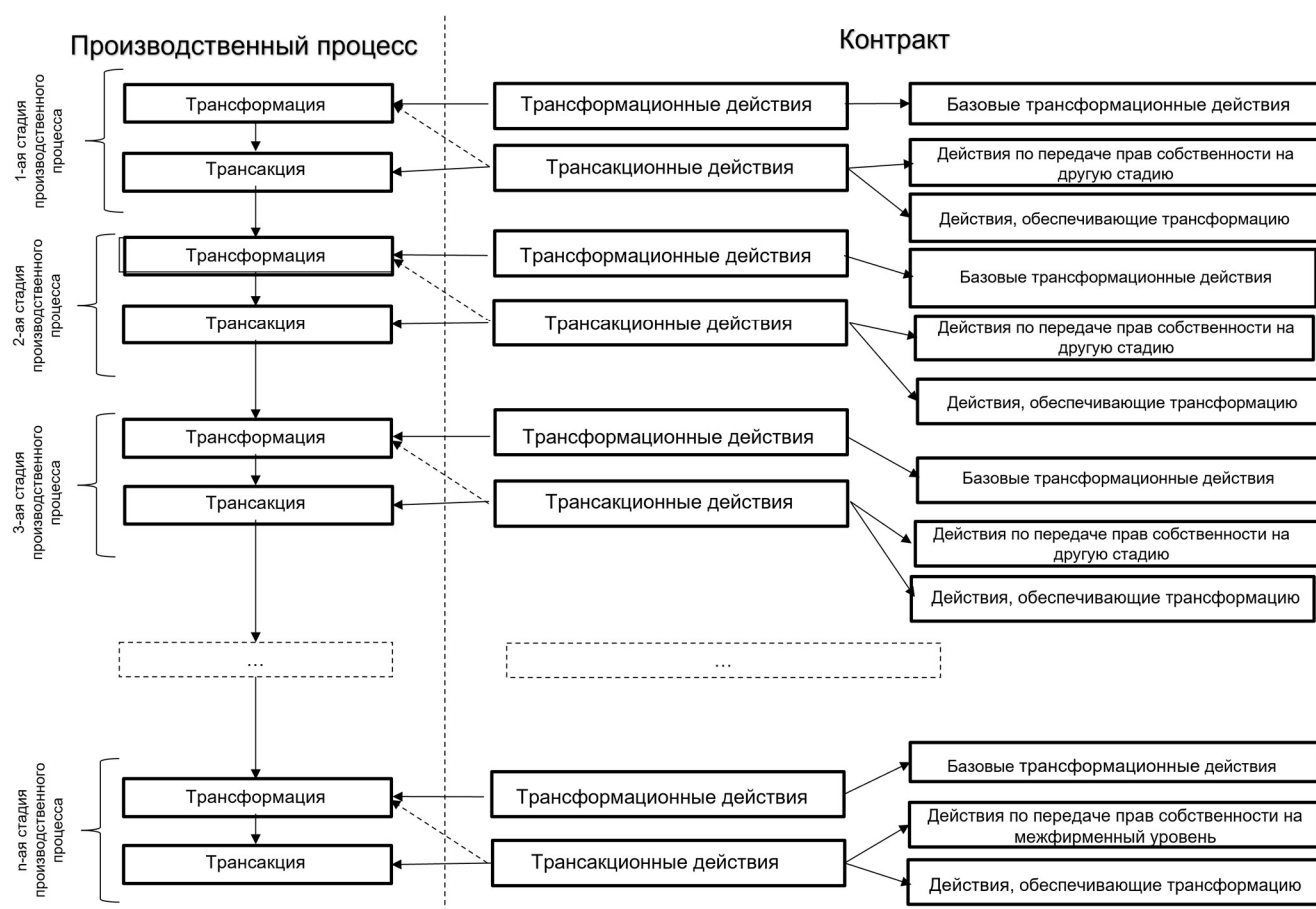 Производственный процесс
Контракт
1-ая стадия
производственного
процесса
Трансформация
Трансформационные действия
Базовые трансформационные действия
Трансакция
Трансакционные действия
Действия по передаче прав собственности на
другую стадию
Действия, обеспечивающие трансформацию
2-ая стадия
производственного
процесса
Трансформация
Трансформационные действия
Базовые трансформационные действия
Трансакция
Трансакционные действия
Действия по передаче прав собственности на
другую стадию
Действия, обеспечивающие трансформацию
3-ая стадия
производственного
процесса
Трансформация
Трансформационные действия
Базовые трансформационные действия
Трансакция
Трансакционные действия
Действия по передаче прав собственности на
другую стадию
Действия, обеспечивающие трансформацию
...
...
n-ая стадия
производственного
процесса
Трансформация
Трансформационные действия
Базовые трансформационные действия
Трансакция
Трансакционные действия
Действия по передаче прав собственности на
межфирменный уровень
Действия, обеспечивающие трансформацию